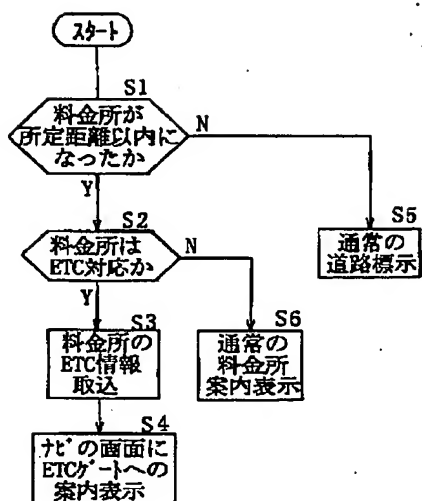 スタート
S1
料金所が
所定距離以内に
なったか
N
Y
S2
料金所は
ETC対応か
N
Y
S5
通常の
道路標示
S3
料金所の
ETC情報
取込
S6
通常の
料金所
案内表示
S4
ナビの画面に
ETCゲートへの
案内表示